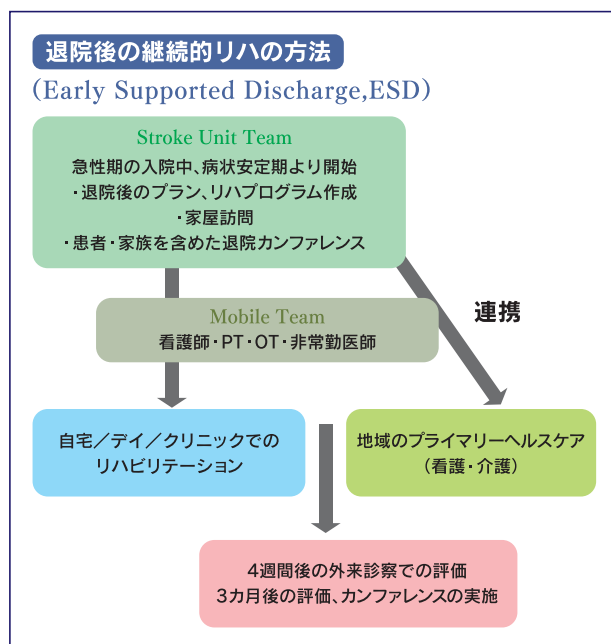 退院後の継続的リハの方法
(Early Supported Discharge,ESD)
Stroke Unit Team
急性期の入院中、病状安定期より開始
・退院後のプラン、リハプログラム作成
・家屋訪問
・患者・家族を含めた退院カンファレンス
連携
Mobile Team
看護師・PT・OT・非常勤医師
自宅／デイ／クリニックでの
リハビリテーション
地域のプライマリーヘルスケア
(看護・介護)
4週間後の外来診察での評価
3カ月後の評価、カンファレンスの実施